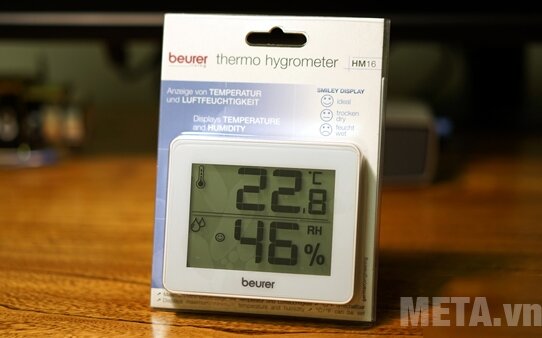 beurer thermo hygrometer HM16
Anzeige von TEMPERATUR
und LUFTFEUCHTIGKEIT
Displays TEMPERATURE
and HUMIDITY
SMILEY DISPLAY
ideal
trocken
dry
feucht
wet
22.8 °C
46 % RH
beurer
META.vn